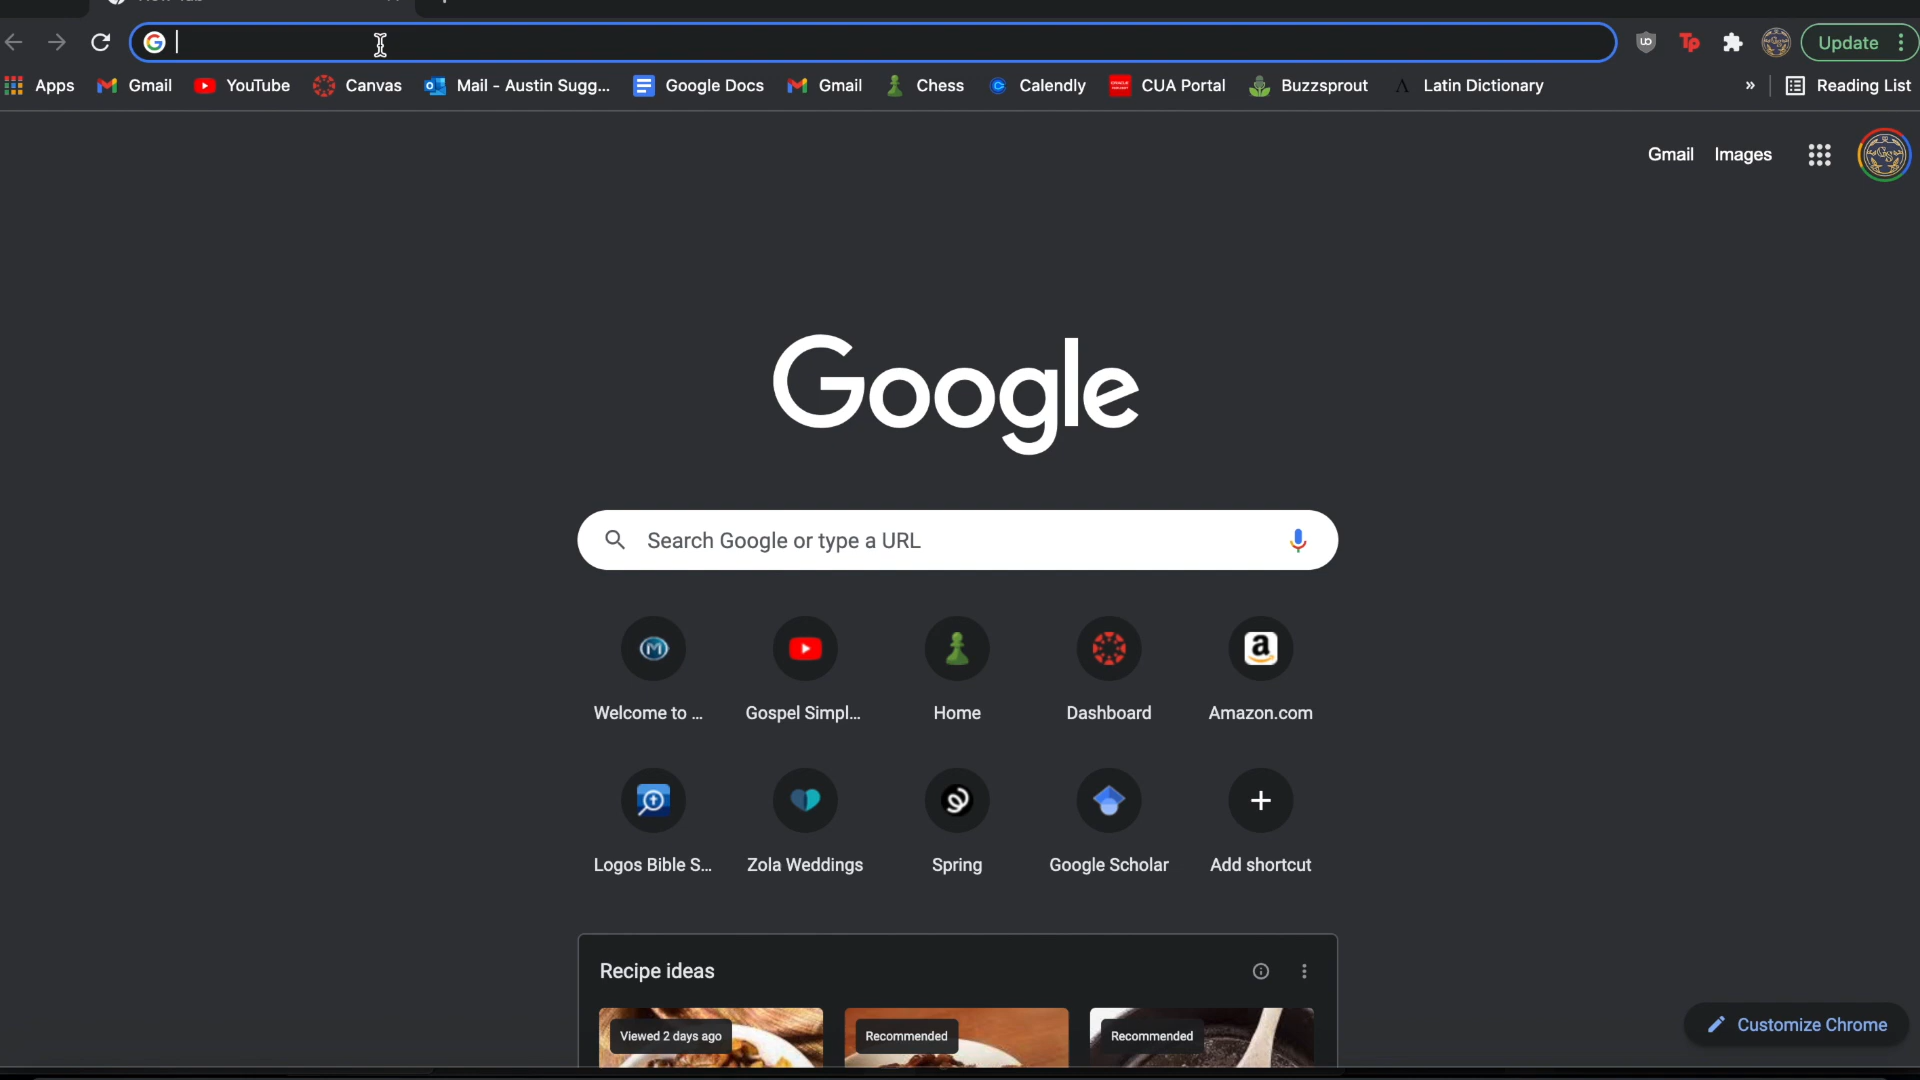 Update
Apps Gmail YouTube Canvas Mail - Austin Sugg... Google Docs Gmail Chess Calendly CUA Portal Buzzsprout Latin Dictionary » Reading List
Gmail Images
Google
Search Google or type a URL
Welcome to ... Gospel Simpl... Home Dashboard Amazon.com
Logos Bible S... Zola Weddings Spring Google Scholar Add shortcut
Recipe ideas
Viewed 2 days ago Recommended Recommended
Customize Chrome